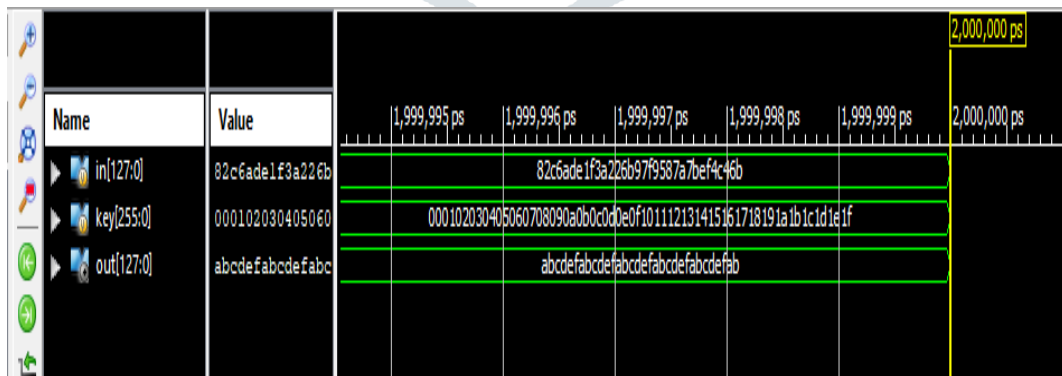 2,000,000 ps
Name Value 1,999,995 ps 1,999,996 ps 1,999,997 ps 1,999,998 ps 1,999,999 ps 2,000,000 ps
in[127:0] 82c6ade1f3a226b 82c6ade1f3a226b97f9587a7bef4c46b
key[255:0] 000102030405060 000102030405060708090a0b0c0d0e0f101112131415161718191a1b1c1d1e1f
out[127:0] abcdefabcdefabc abcdefabcdefabcdefabcdefabcdefab